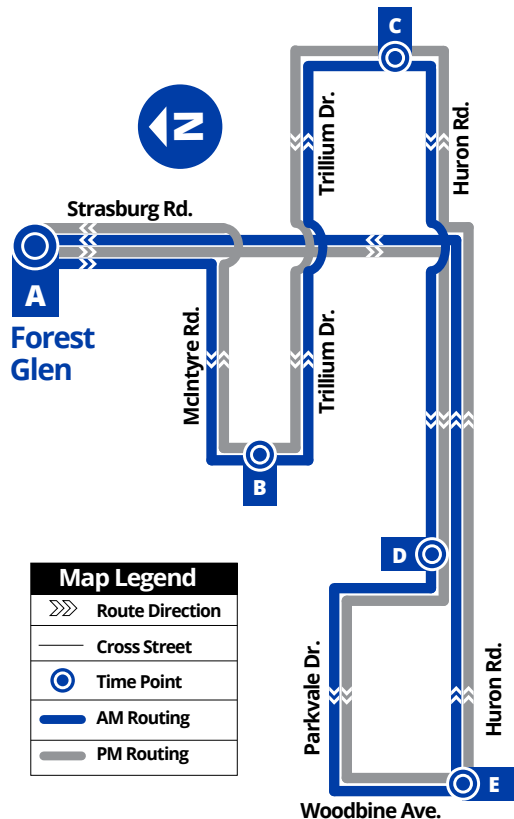 C
N
Trillium Dr.
Huron Rd.
Strasburg Rd.
A
Forest
Glen
McIntyre Rd.
Trillium Dr.
B
D
Map Legend
Route Direction
Cross Street
Time Point
AM Routing
PM Routing
Parkvale Dr.
Huron Rd.
E
Woodbine Ave.